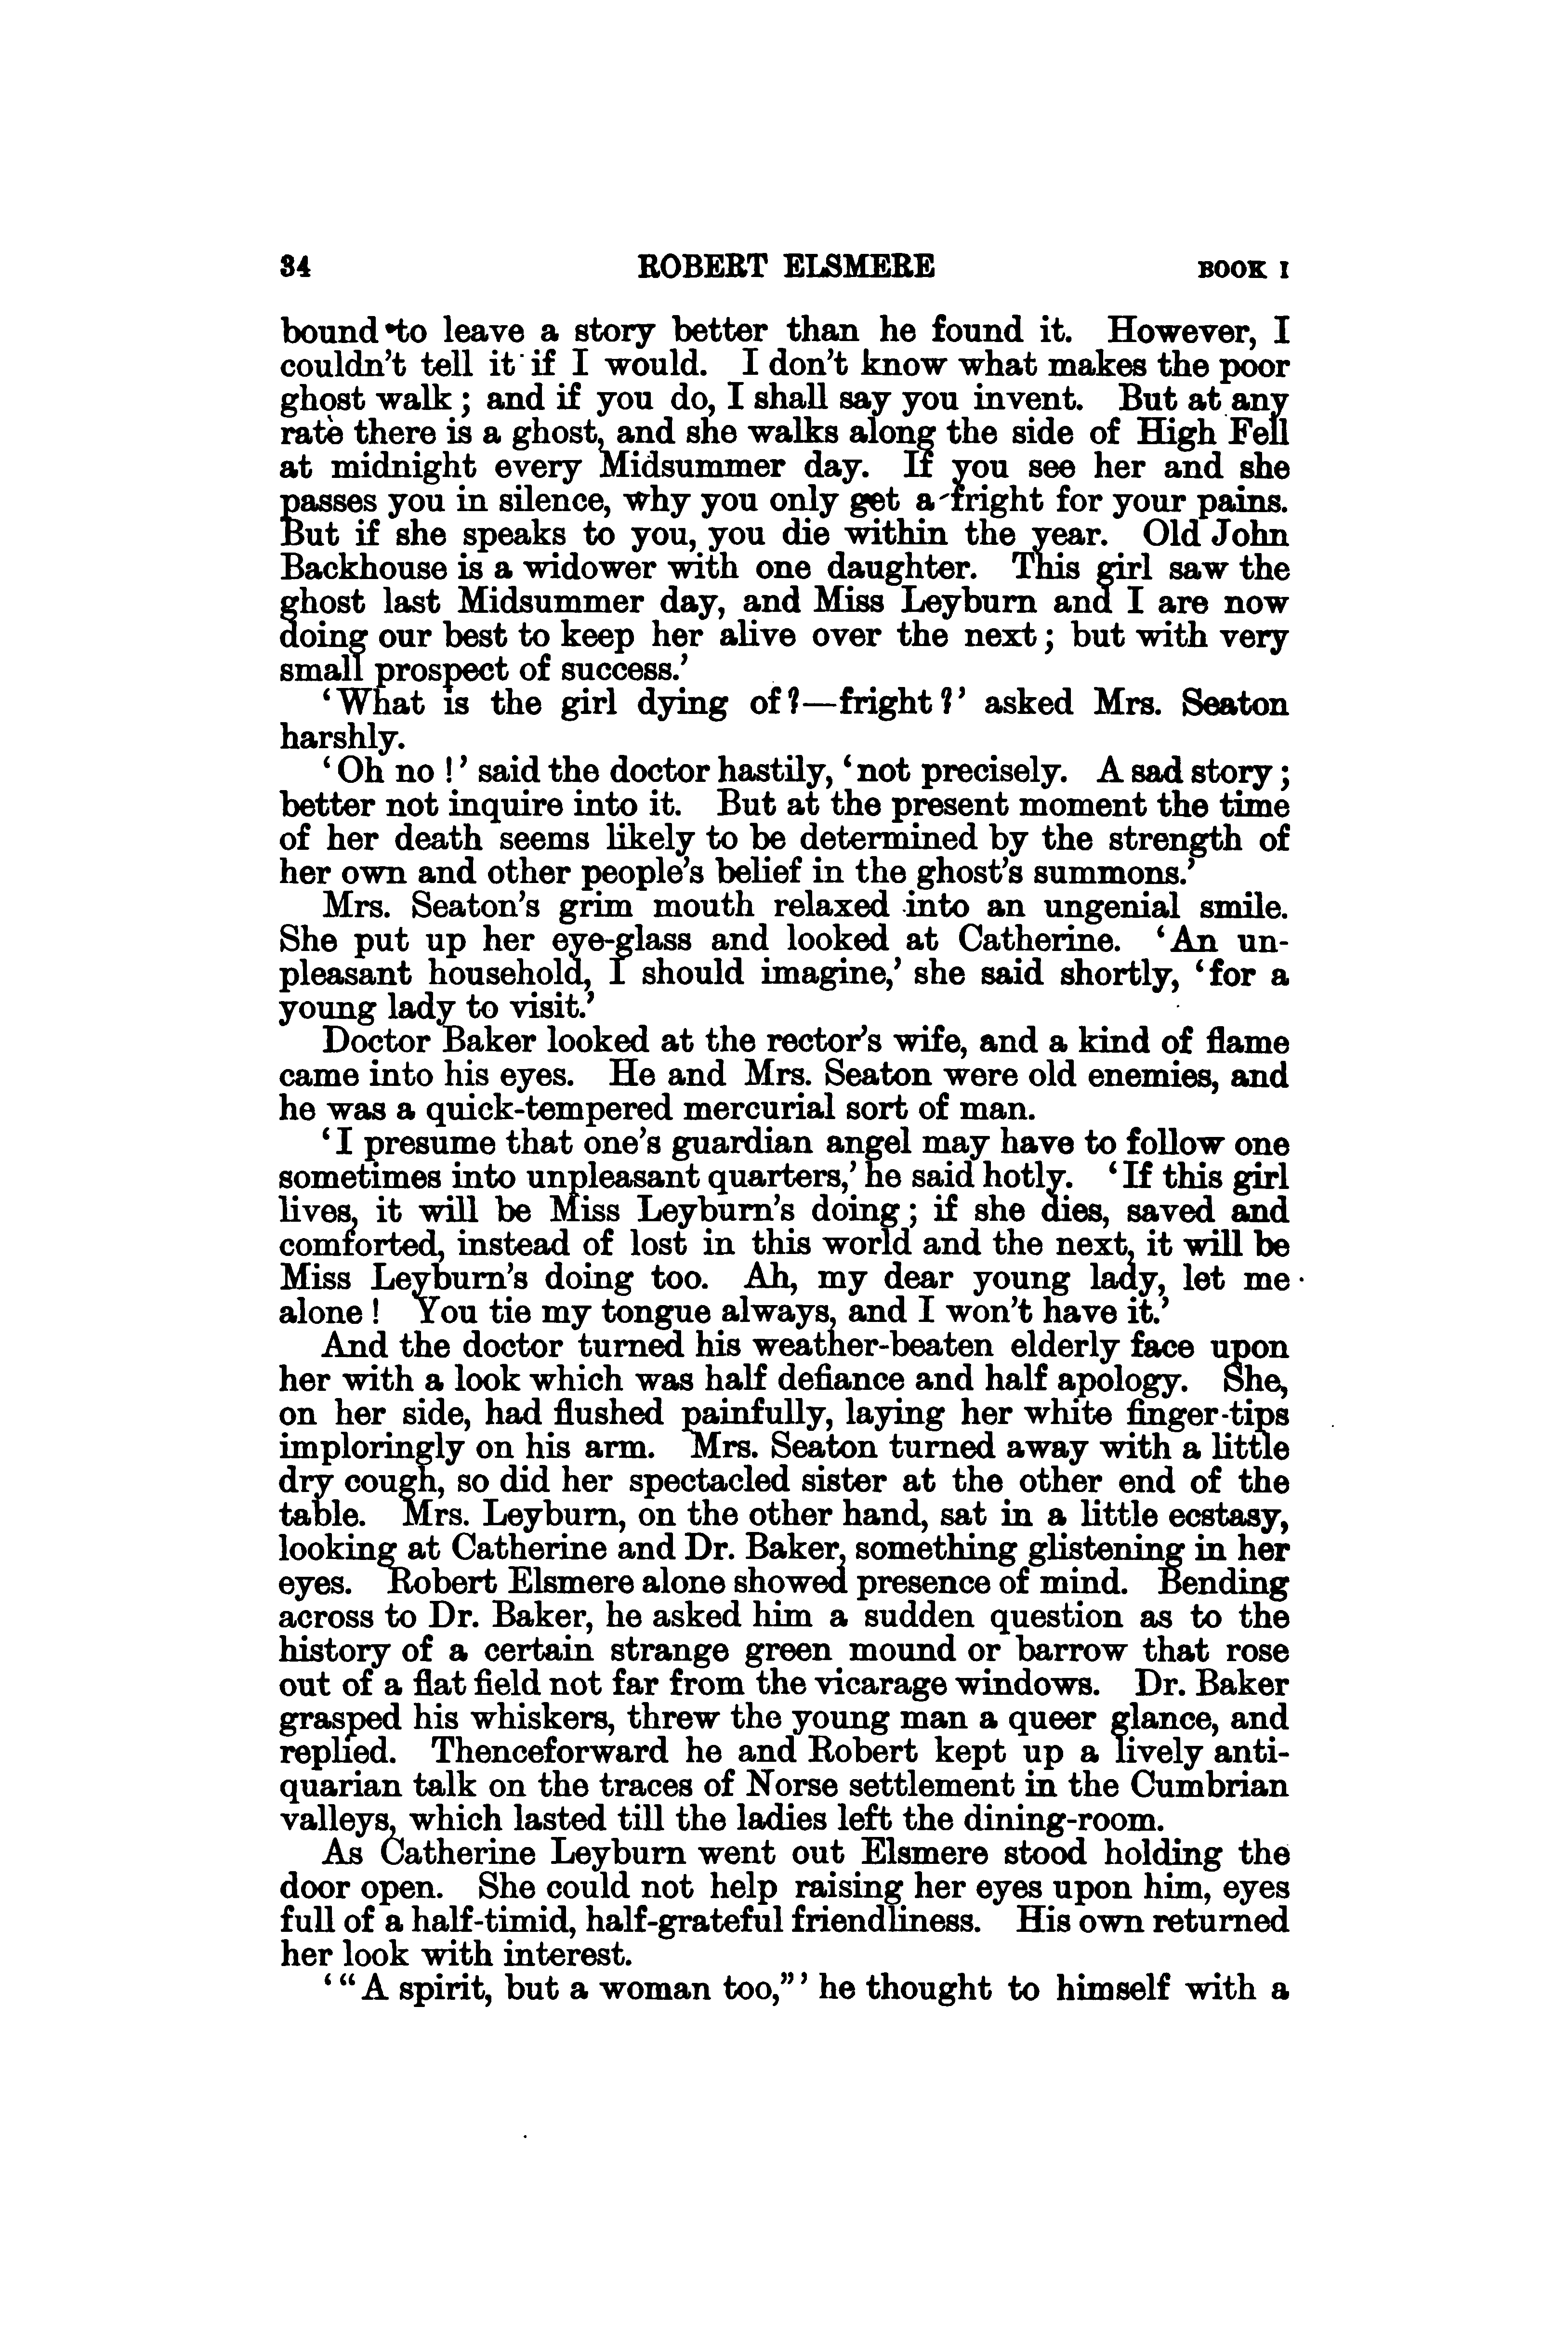 34 ROBERT ELSMERE BOOK I
bound to leave a story better than he found it. However, I
couldn't tell it if I would. I don't know what makes the poor
ghost walk; and if you do, I shall say you invent. But at any
rate there is a ghost, and she walks along the side of High Fell
at midnight every Midsummer day. If you see her and she
passes you in silence, why you only get a fright for your pains.
But if she speaks to you, you die within the year. Old John
Backhouse is a widower with one daughter. This girl saw the
ghost last Midsummer day, and Miss Leyburn and I are now
doing our best to keep her alive over the next; but with very
small prospect of success.'
'What is the girl dying of?—fright?' asked Mrs. Seaton
harshly.
'Oh no!' said the doctor hastily, 'not precisely. A sad story;
better not inquire into it. But at the present moment the time
of her death seems likely to be determined by the strength of
her own and other people's belief in the ghost's summons.'
Mrs. Seaton's grim mouth relaxed into an ungenial smile.
She put up her eye-glass and looked at Catherine. 'An un-
pleasant household, I should imagine,' she said shortly, 'for a
young lady to visit.'
Doctor Baker looked at the rector's wife, and a kind of flame
came into his eyes. He and Mrs. Seaton were old enemies, and
he was a quick-tempered mercurial sort of man.
'I presume that one's guardian angel may have to follow one
sometimes into unpleasant quarters,' he said hotly. 'If this girl
lives, it will be Miss Leyburn's doing; if she dies, saved and
comforted, instead of lost in this world and the next, it will be
Miss Leyburn's doing too. Ah, my dear young lady, let me
alone! You tie my tongue always, and I won't have it.'
And the doctor turned his weather-beaten elderly face upon
her with a look which was half defiance and half apology. She,
on her side, had flushed painfully, laying her white finger-tips
imploringly on his arm. Mrs. Seaton turned away with a little
dry cough, so did her spectacled sister at the other end of the
table. Mrs. Leyburn, on the other hand, sat in a little ecstasy,
looking at Catherine and Dr. Baker, something glistening in her
eyes. Robert Elsmere alone showed presence of mind. Bending
across to Dr. Baker, he asked him a sudden question as to the
history of a certain strange green mound or barrow that rose
out of a flat field not far from the vicarage windows. Dr. Baker
grasped his whiskers, threw the young man a queer glance, and
replied. Thenceforward he and Robert kept up a lively anti-
quarian talk on the traces of Norse settlement in the Cumbrian
valleys, which lasted till the ladies left the dining-room.
As Catherine Leyburn went out Elsmere stood holding the
door open. She could not help raising her eyes upon him, eyes
full of a half-timid, half-grateful friendliness. His own returned
her look with interest.
'"A spirit, but a woman too,"' he thought to himself with a